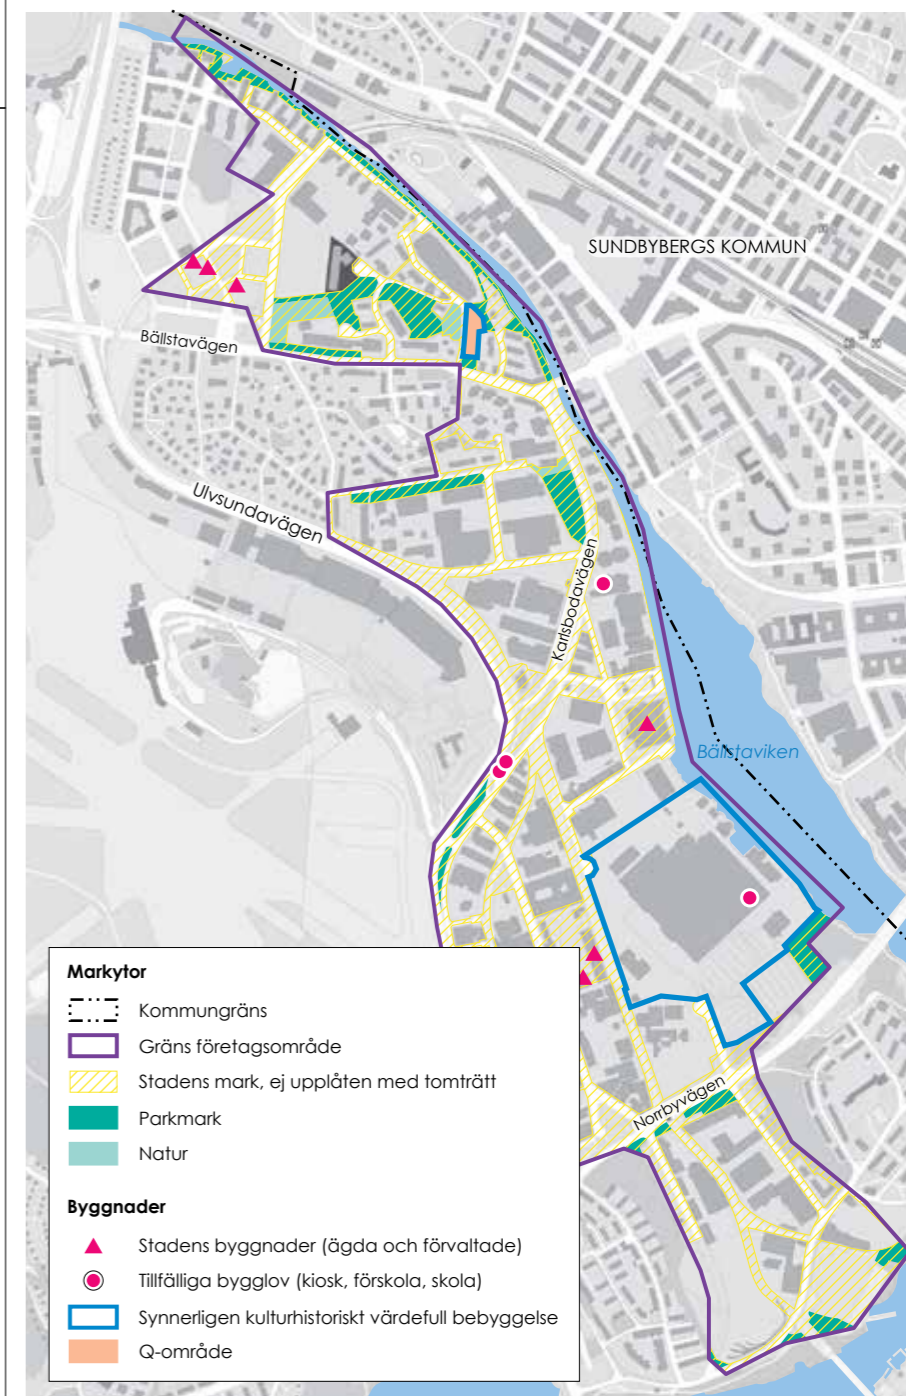 SUNDBYBERGS KOMMUN
Bällstavägen
Ulvsundavägen
Karlsbodavägen
Bällstaviken
Norrbyvägen
Markytor
Kommungräns
Gräns företagsområde
Stadens mark, ej upplåten med tomträtt
Parkmark
Natur
Byggnader
Stadens byggnader (ägda och förvaltade)
Tillfälliga bygglov (kiosk, förskola, skola)
Synnerligen kulturhistoriskt värdefull bebyggelse
Q-område